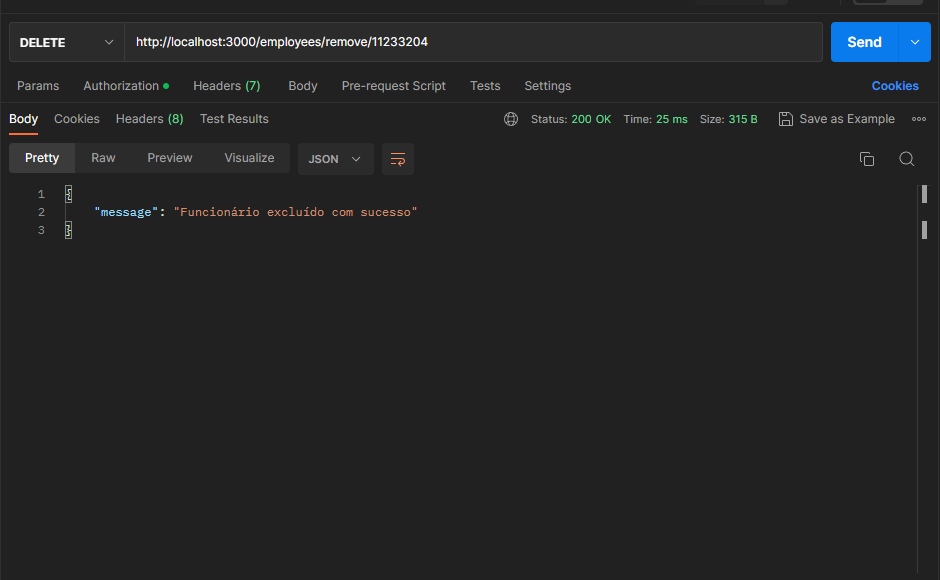 DELETE http://localhost:3000/employees/remove/11233204 Send
Params Authorization Headers (7) Body Pre-request Script Tests Settings Cookies
Body Cookies Headers (8) Test Results Status: 200 OK Time: 25 ms Size: 315 B Save as Example
Pretty Raw Preview Visualize JSON
1 {
2 "message": "Funcionário excluído com sucesso"
3 }